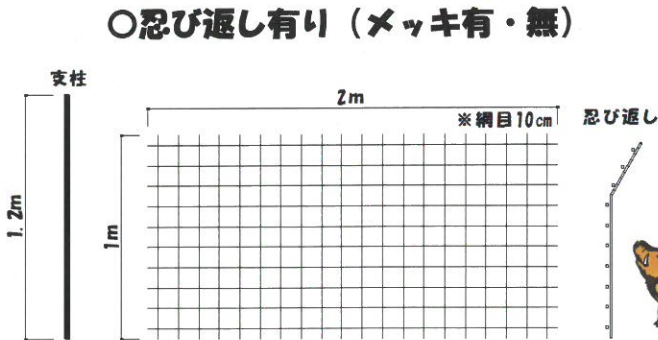 ○忍び返し有り（メッキ有・無）
支柱
2m
※網目10cm
忍び返し
1.2m
1m